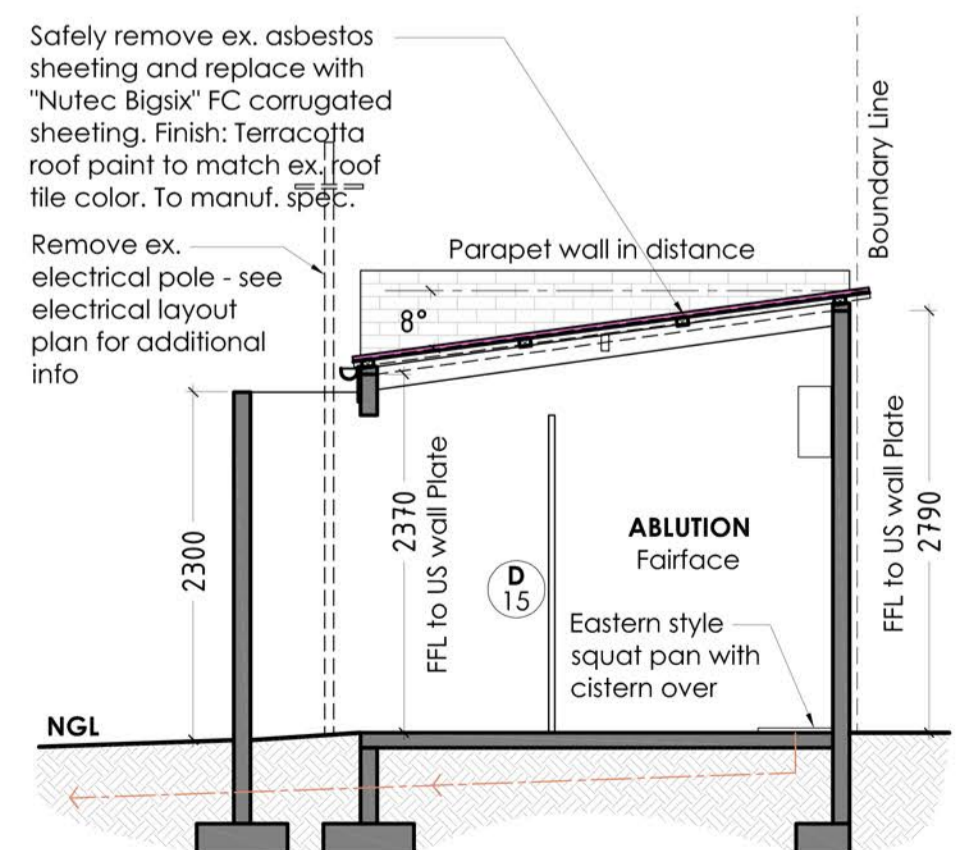 Safely remove ex. asbestos
sheeting and replace with
"Nutec Bigsix" FC corrugated
sheeting. Finish: Terracotta
roof paint to match ex. roof
tile color. To manuf. spec.
Remove ex.
electrical pole - see
electrical layout
plan for additional
info
Parapet wall in distance
Boundary Line
8°
2300
2370
FFL to US wall Plate
D
15
ABLUTION
Fairface
Eastern style
squat pan with
cistern over
FFL to US wall Plate
2790
NGL